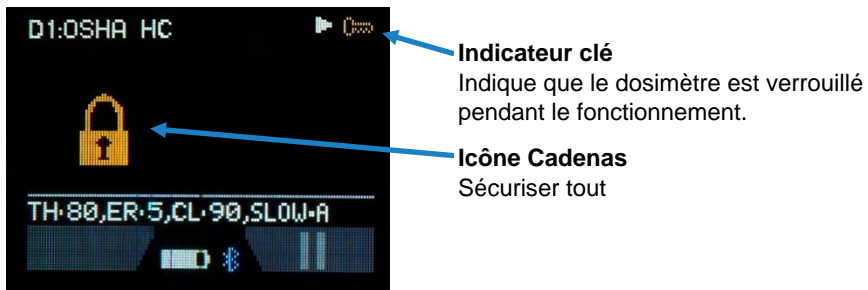 D1:OSHA HC
Indicateur clé
Indique que le dosimètre est verrouillé
pendant le fonctionnement.
Icône Cadenas
Sécuriser tout
TH·80,ER·5,CL·90,SLOW-A